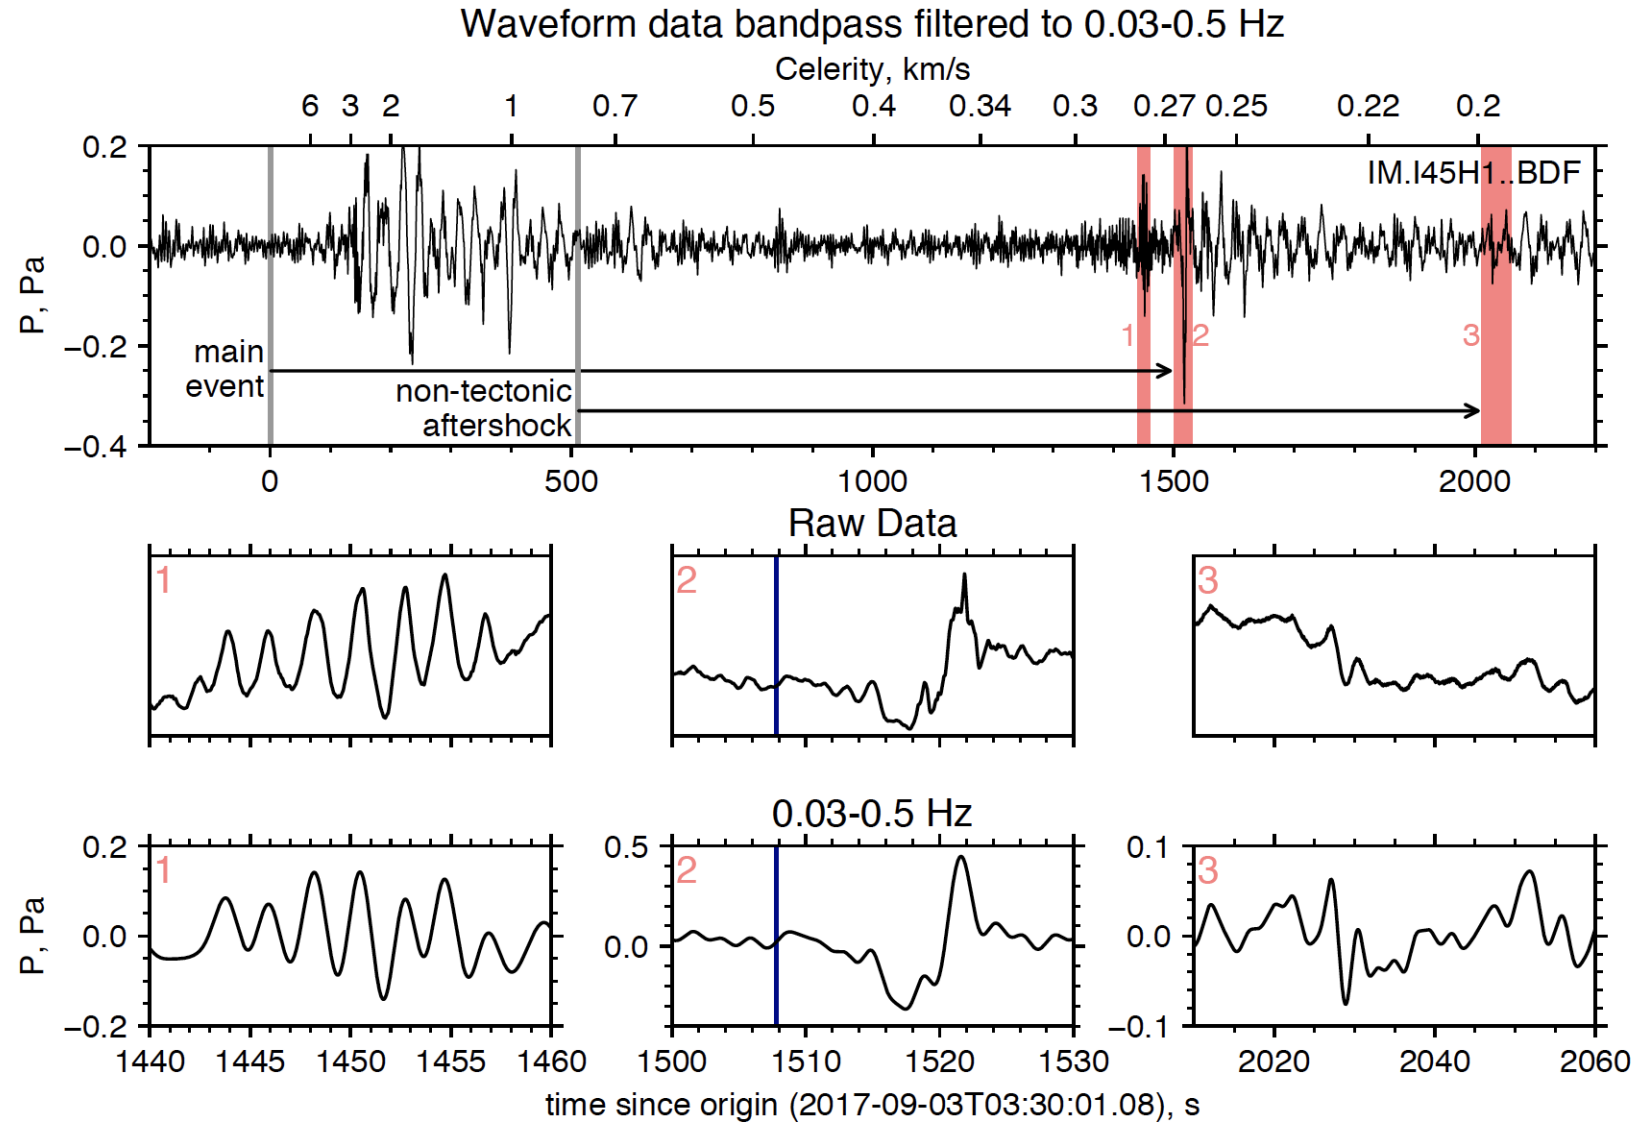 Waveform data bandpass filtered to 0.03-0.5 Hz
Celerity, km/s
6 3 2 1 0.7 0.5 0.4 0.34 0.3 0.27 0.25 0.22 0.2
IM.I45H1..BDF
P, Pa
0.2
0.0
−0.2
−0.4
main
event
non-tectonic
aftershock
1 2 3
0 500 1000 1500 2000
Raw Data
1 2 3
0.03-0.5 Hz
P, Pa
0.2
0.0
−0.2
1
0.5
0.0
2
0.1
0.0
−0.1
3
1440 1445 1450 1455 1460
1500 1510 1520 1530
2020 2040 2060
time since origin (2017-09-03T03:30:01.08), s